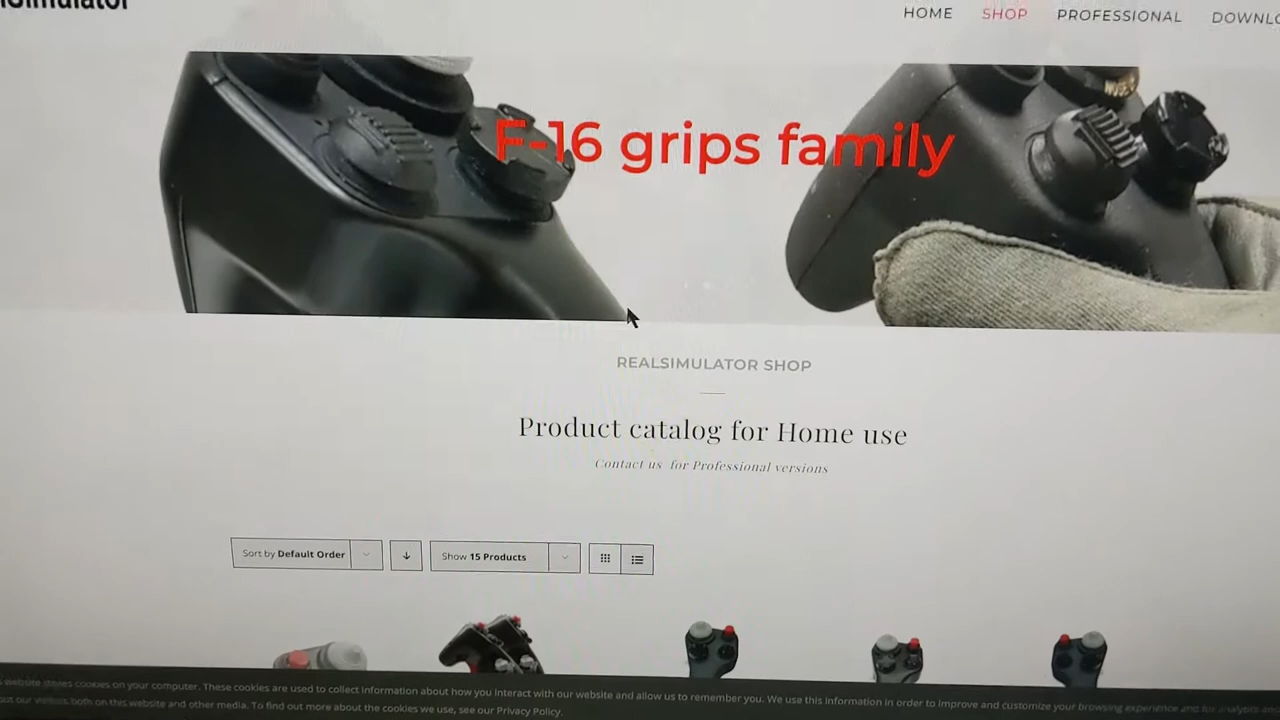 HOME SHOP PROFESSIONAL
F-16 grips family
REALSIMULATOR SHOP
Product catalog for Home use
Contact us for Professional versions
Sort by Default Order
Show 15 Products
website stores cookies on your computer. These cookies are used to collect information about how you interact with our website and allow us to remember you. We use this information in order to improve and customize your browsing experience and for analytics
out our visitors both on this website and other media. To find out more about the cookies we use, see our Privacy Policy.